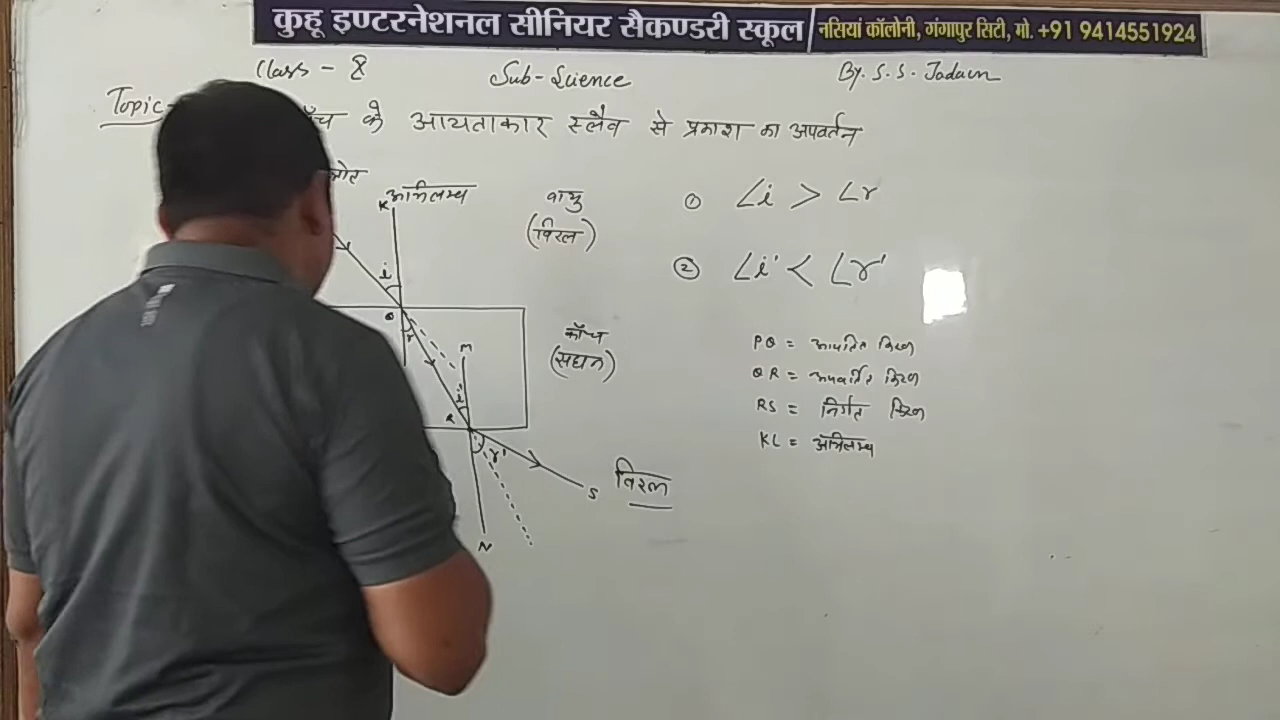 कुहू इण्टरनेशनल सीनियर सैकण्डरी स्कूल नसियां कॉलोनी, गंगापुर सिटी, मो. +91 9414551924
Class - 8 Sub-Science By. S. S. Jadaun
Topic-
के आयताकार स्लैव से प्रकाश का अपवर्तन
K अभिलम्ब
वायु
(विरल)
① ∠i > ∠r
② ∠i' < ∠r'
i
Q
r
M
i'
R
r'
S
N
काँच
(सघन)
विरल
PQ = आपतित किरण
QR = अपवर्तित किरण
RS = निर्गत किरण
KL = अभिलम्ब